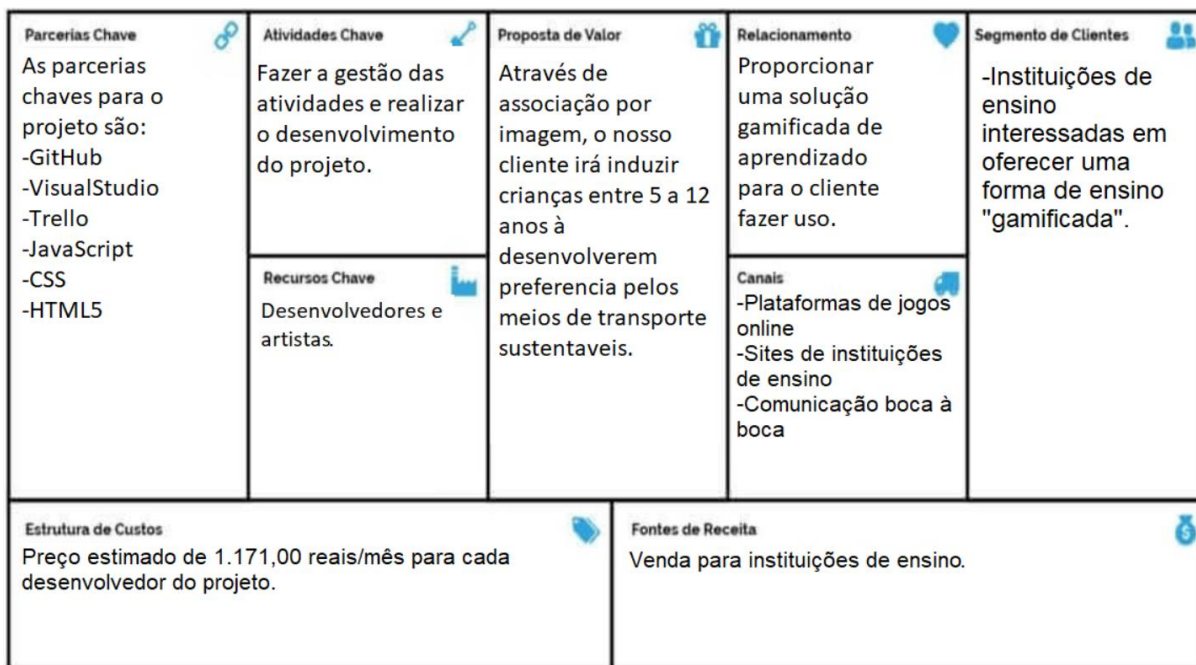 Parcerias Chave
As parcerias
chaves para o
projeto são:
-GitHub
-VisualStudio
-Trello
-JavaScript
-CSS
-HTML5
Atividades Chave
Fazer a gestão das
atividades e realizar
o desenvolvimento
do projeto.
Recursos Chave
Desenvolvedores e
artistas.
Proposta de Valor
Através de
associação por
imagem, o nosso
cliente irá induzir
crianças entre 5 a 12
anos à
desenvolverem
preferencia pelos
meios de transporte
sustentaveis.
Relacionamento
Proporcionar
uma solução
gamificada de
aprendizado
para o cliente
fazer uso.
Canais
-Plataformas de jogos
online
-Sites de instituições
de ensino
-Comunicação boca à
boca
Segmento de Clientes
-Instituições de
ensino
interessadas em
oferecer uma
forma de ensino
"gamificada".
Estrutura de Custos
Preço estimado de 1.171,00 reais/mês para cada
desenvolvedor do projeto.
Fontes de Receita
Venda para instituições de ensino.